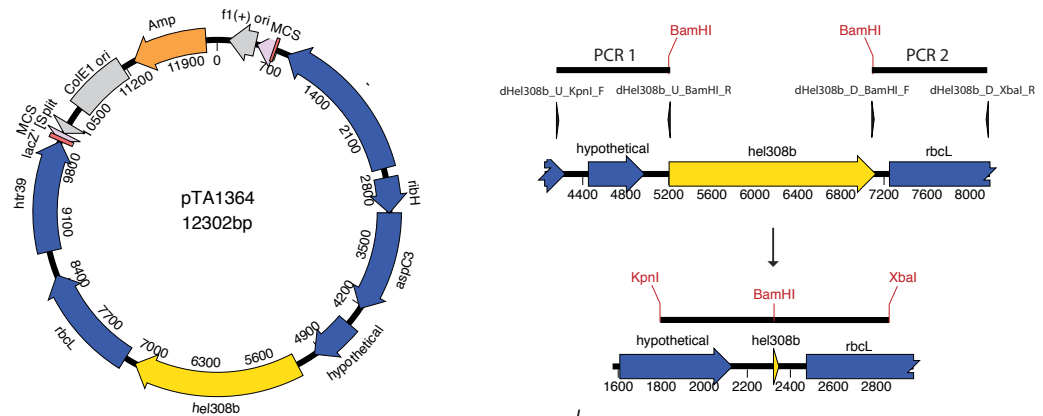 Amp
f1(+) ori
MCS
-
ColE1 ori
lacZ' [Split
MCS
11900
0
700
1400
2100
2800
ribH
3500
aspC3
4200
hypothetical
4900
5600
6300
7000
hel308b
7700
rbcL
8400
9100
htr39
9800
10500
11200
pTA1364
12302bp
BamHI
BamHI
PCR 1
PCR 2
dHel308b_U_KpnI_F
dHel308b_U_BamHI_R
dHel308b_D_BamHI_F
dHel308b_D_XbaI_R
hypothetical
hel308b
rbcL
4400
4800
5200
5600
6000
6400
6800
7200
7600
8000
KpnI
BamHI
XbaI
hypothetical
hel308b
rbcL
1600
1800
2000
2200
2400
2600
2800